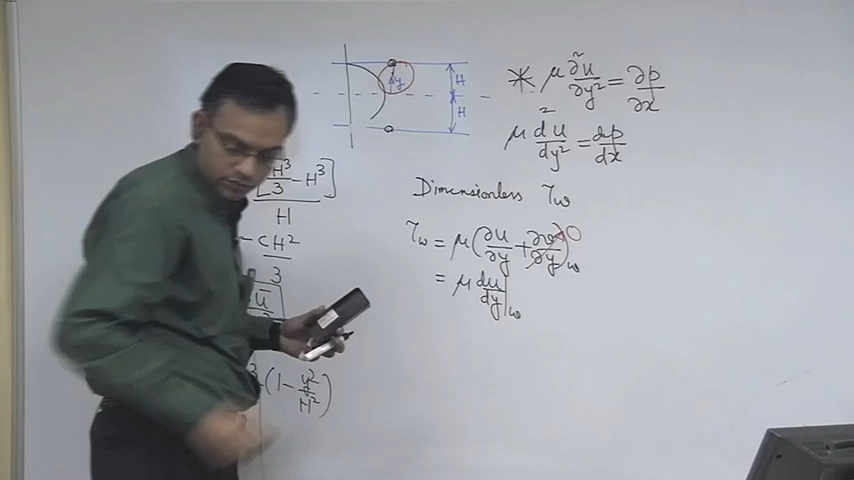 y
H
H
* μ ∂²u/∂y² = ∂p/∂x
μ d²u/dy² = dp/dx
Dimensionless τw
τw = μ(∂u/∂y + ∂v/∂y)w 0
= μ du/dy|w
H³/3 - H³]
H
- CH²
3
ū
(1 - y²/H²)